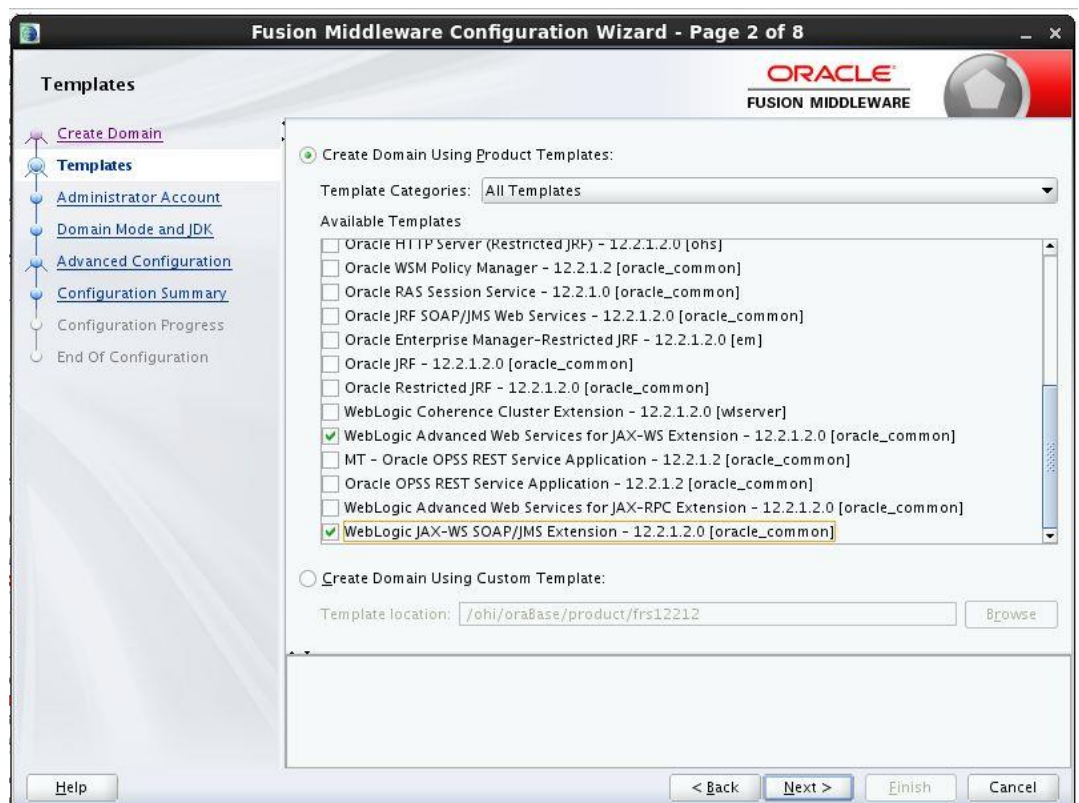 Fusion Middleware Configuration Wizard - Page 2 of 8
Templates
ORACLE
FUSION MIDDLEWARE
Create Domain
Templates
Administrator Account
Domain Mode and JDK
Advanced Configuration
Configuration Summary
Configuration Progress
End Of Configuration
Create Domain Using Product Templates:
Template Categories: All Templates
Available Templates
Oracle HTTP Server (Restricted JRF) - 12.2.1.2.0 [ohs]
Oracle WSM Policy Manager - 12.2.1.2 [oracle_common]
Oracle RAS Session Service - 12.2.1.0 [oracle_common]
Oracle JRF SOAP/JMS Web Services - 12.2.1.2.0 [oracle_common]
Oracle Enterprise Manager-Restricted JRF - 12.2.1.2.0 [em]
Oracle JRF - 12.2.1.2.0 [oracle_common]
Oracle Restricted JRF - 12.2.1.2.0 [oracle_common]
WebLogic Coherence Cluster Extension - 12.2.1.2.0 [wlserver]
WebLogic Advanced Web Services for JAX-WS Extension - 12.2.1.2.0 [oracle_common]
MT - Oracle OPSS REST Service Application - 12.2.1.2 [oracle_common]
Oracle OPSS REST Service Application - 12.2.1.2 [oracle_common]
WebLogic Advanced Web Services for JAX-RPC Extension - 12.2.1.2.0 [oracle_common]
WebLogic JAX-WS SOAP/JMS Extension - 12.2.1.2.0 [oracle_common]
Create Domain Using Custom Template:
Template location: /ohi/oraBase/product/frs12212 Browse
Help < Back Next > Finish Cancel